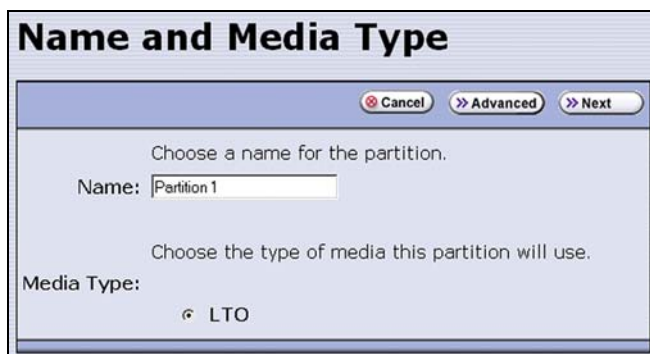 Name and Media Type
Cancel Advanced Next
Choose a name for the partition.
Name: Partition 1
Choose the type of media this partition will use.
Media Type:
LTO